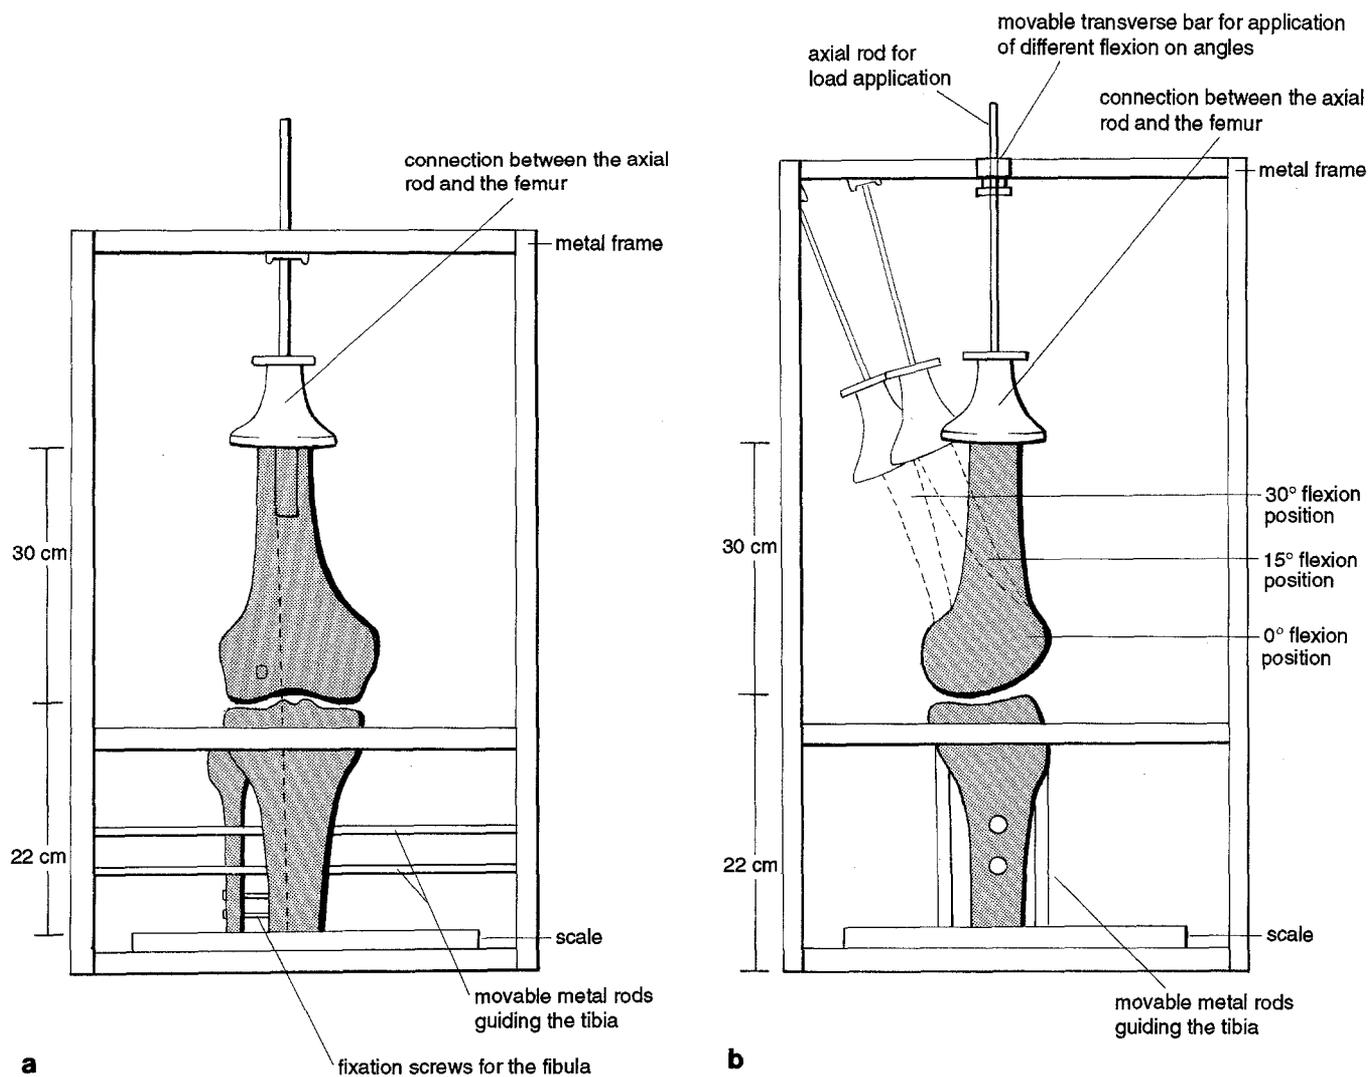 connection between the axial
rod and the femur
metal frame
30 cm
22 cm
scale
movable metal rods
guiding the tibia
fixation screws for the fibula
a
movable transverse bar for application
of different flexion on angles
axial rod for
load application
connection between the axial
rod and the femur
metal frame
30° flexion
position
30 cm
15° flexion
position
0° flexion
position
22 cm
scale
movable metal rods
guiding the tibia
b